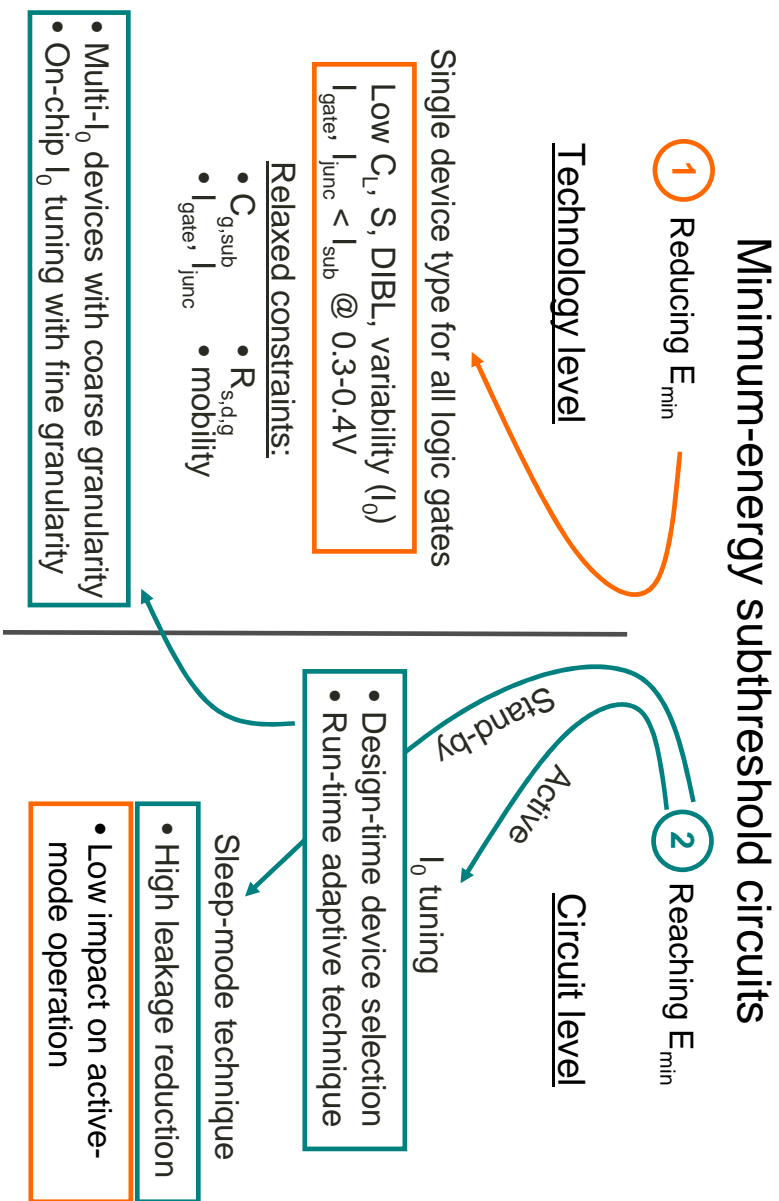 Minimum-energy subthreshold circuits
1 Reducing E_min
Technology level
Single device type for all logic gates
Low C_L, S, DIBL, variability (I_0)
I_gate, I_junc < I_sub @ 0.3-0.4V
Relaxed constraints:
• C_g,sub • R_s,d,g
• I_gate, I_junc • mobility
• Multi-I_0 devices with coarse granularity
• On-chip I_0 tuning with fine granularity
2 Reaching E_min
Circuit level
Stand-by
Active
I_0 tuning
• Design-time device selection
• Run-time adaptive technique
Sleep-mode technique
• High leakage reduction
• Low impact on active-
mode operation